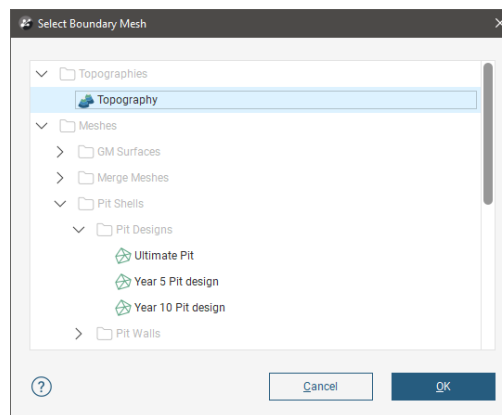 Select Boundary Mesh
Topographies
Topography
Meshes
GM Surfaces
Merge Meshes
Pit Shells
Pit Designs
Ultimate Pit
Year 5 Pit design
Year 10 Pit design
Pit Walls
?
Cancel
OK